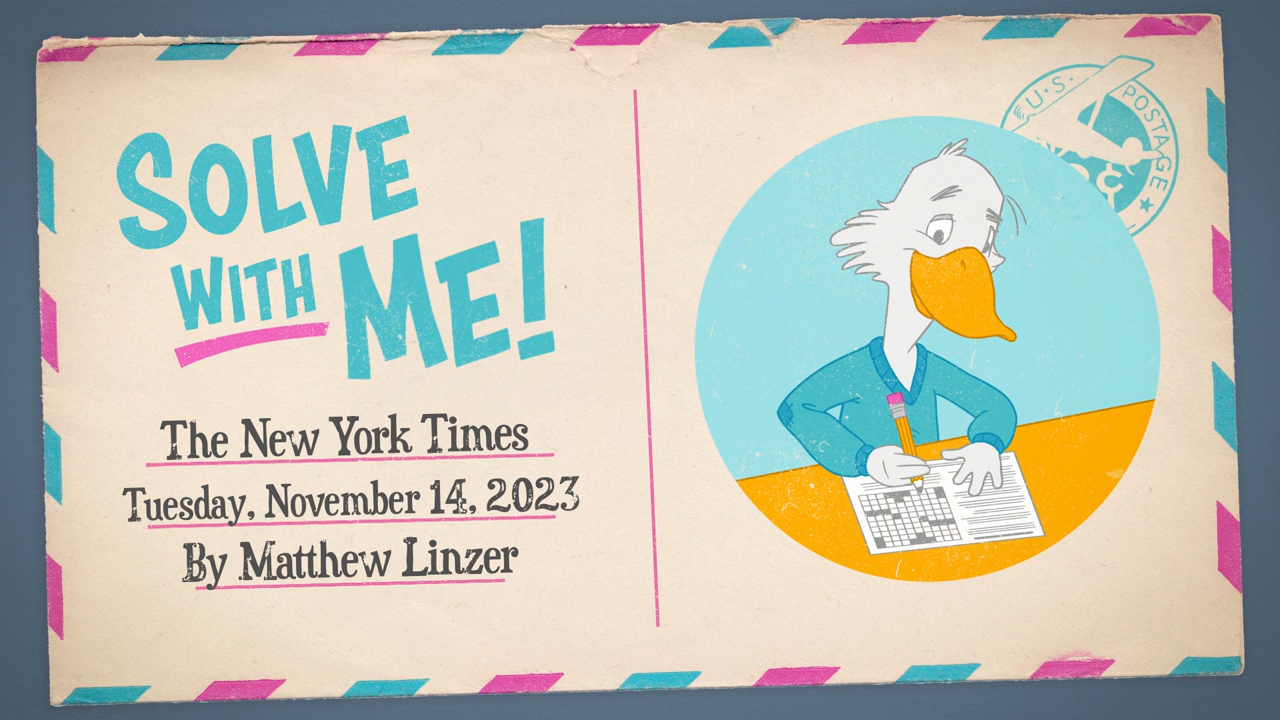 SOLVE
WITH ME!
The New York Times
Tuesday, November 14, 2023
By Matthew Linzer
U.S. POSTAGE